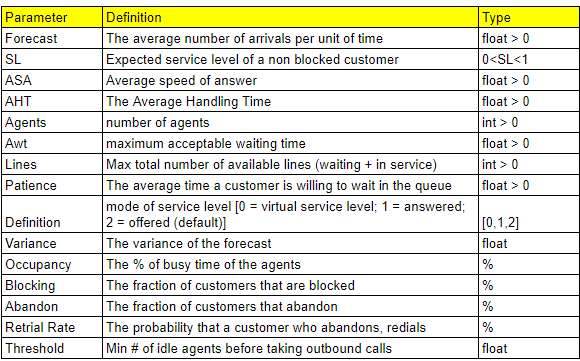 Parameter Definition Type
Forecast The average number of arrivals per unit of time float > 0
SL Expected service level of a non blocked customer 0<SL<1
ASA Average speed of answer float > 0
AHT The Average Handling Time float > 0
Agents number of agents int > 0
Awt maximum acceptable waiting time float > 0
Lines Max total number of available lines (waiting + in service) int > 0
Patience The average time a customer is willing to wait in the queue float > 0
mode of service level [0 = virtual service level; 1 = answered;
Definition 2 = offered (default)] [0,1,2]
Variance The variance of the forecast float
Occupancy The % of busy time of the agents %
Blocking The fraction of customers that are blocked %
Abandon The fraction of customers that abandon %
Retrial Rate The probability that a customer who abandons, redials %
Threshold Min # of idle agents before taking outbound calls float